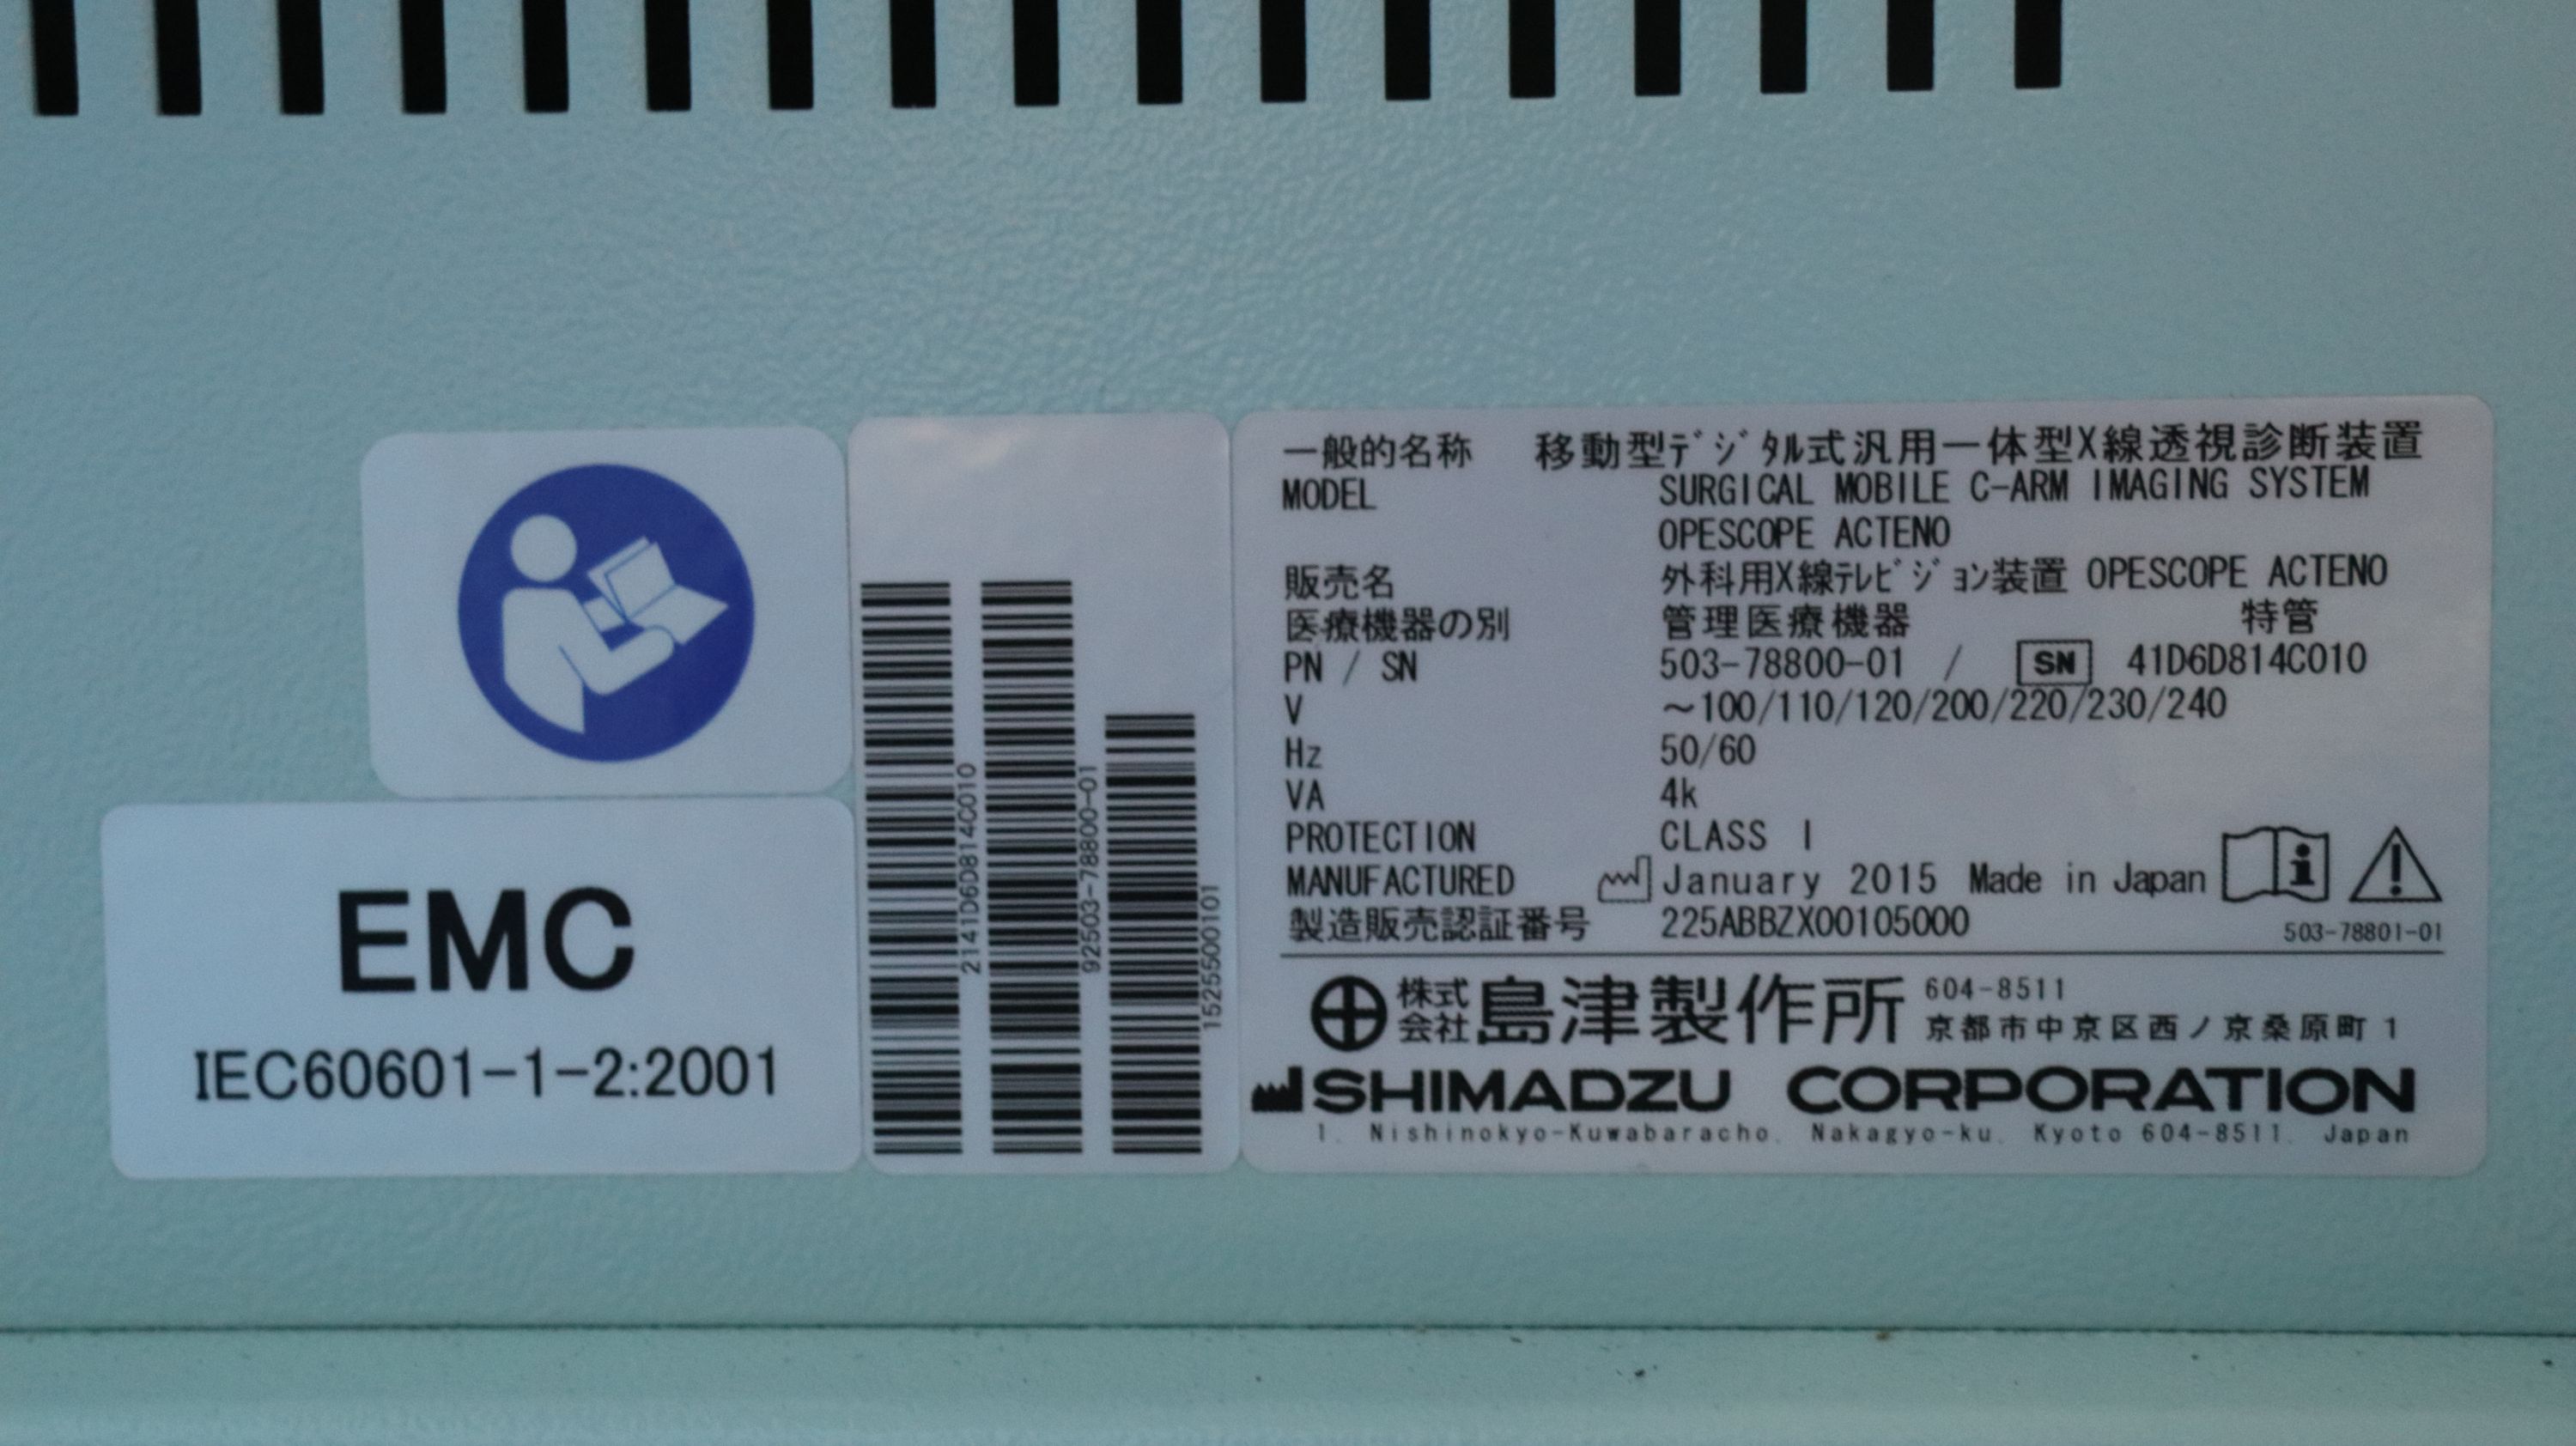 EMC
IEC60601-1-2:2001
2141D6D814C010
92503-78800-01
1525500101
一般的名称 移動型ﾃﾞｼﾞﾀﾙ式汎用一体型X線透視診断装置
MODEL SURGICAL MOBILE C-ARM IMAGING SYSTEM
OPESCOPE ACTENO
販売名 外科用X線ﾃﾚﾋﾞｼﾞｮﾝ装置 OPESCOPE ACTENO
医療機器の別 管理医療機器 特管
PN / SN 503-78800-01 / SN 41D6D814C010
V ～100/110/120/200/220/230/240
Hz 50/60
VA 4k
PROTECTION CLASS I
MANUFACTURED January 2015 Made in Japan
製造販売認証番号 225ABBZX00105000
503-78801-01
株式会社 島津製作所 604-8511
京都市中京区西ノ京桑原町1
SHIMADZU CORPORATION
1, Nishinokyo-Kuwabaracho, Nakagyo-ku, Kyoto 604-8511, Japan